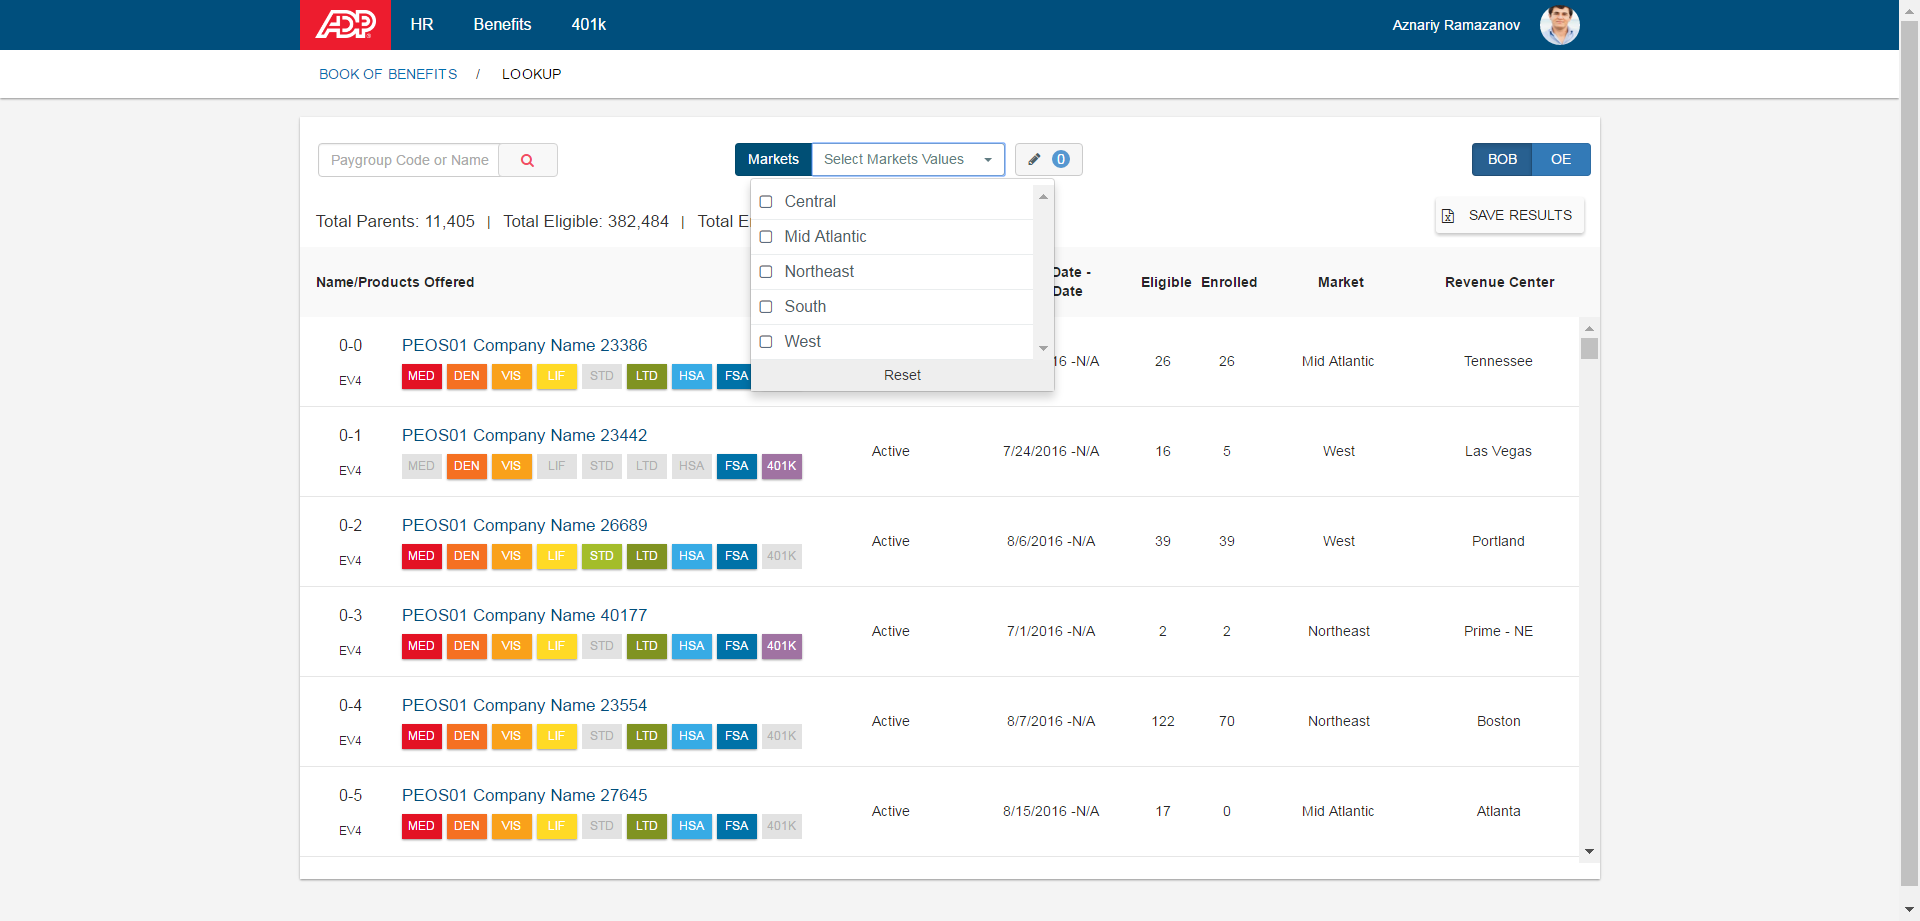 ADP HR Benefits 401k Aznariy Ramazanov
BOOK OF BENEFITS / LOOKUP
Paygroup Code or Name Markets Select Markets Values 0 BOB OE
Central
Mid Atlantic
Northeast
South
West
Reset
Total Parents: 11,405 | Total Eligible: 382,484 | Total E
SAVE RESULTS
Name/Products Offered Date - Date Eligible Enrolled Market Revenue Center
0-0 PEOS01 Company Name 23386
EV4 MED DEN VIS LIF STD LTD HSA FSA
16 -N/A 26 26 Mid Atlantic Tennessee
0-1 PEOS01 Company Name 23442
EV4 MED DEN VIS LIF STD LTD HSA FSA 401K
Active 7/24/2016 -N/A 16 5 West Las Vegas
0-2 PEOS01 Company Name 26689
EV4 MED DEN VIS LIF STD LTD HSA FSA 401K
Active 8/6/2016 -N/A 39 39 West Portland
0-3 PEOS01 Company Name 40177
EV4 MED DEN VIS LIF STD LTD HSA FSA 401K
Active 7/1/2016 -N/A 2 2 Northeast Prime - NE
0-4 PEOS01 Company Name 23554
EV4 MED DEN VIS LIF STD LTD HSA FSA 401K
Active 8/7/2016 -N/A 122 70 Northeast Boston
0-5 PEOS01 Company Name 27645
EV4 MED DEN VIS LIF STD LTD HSA FSA 401K
Active 8/15/2016 -N/A 17 0 Mid Atlantic Atlanta